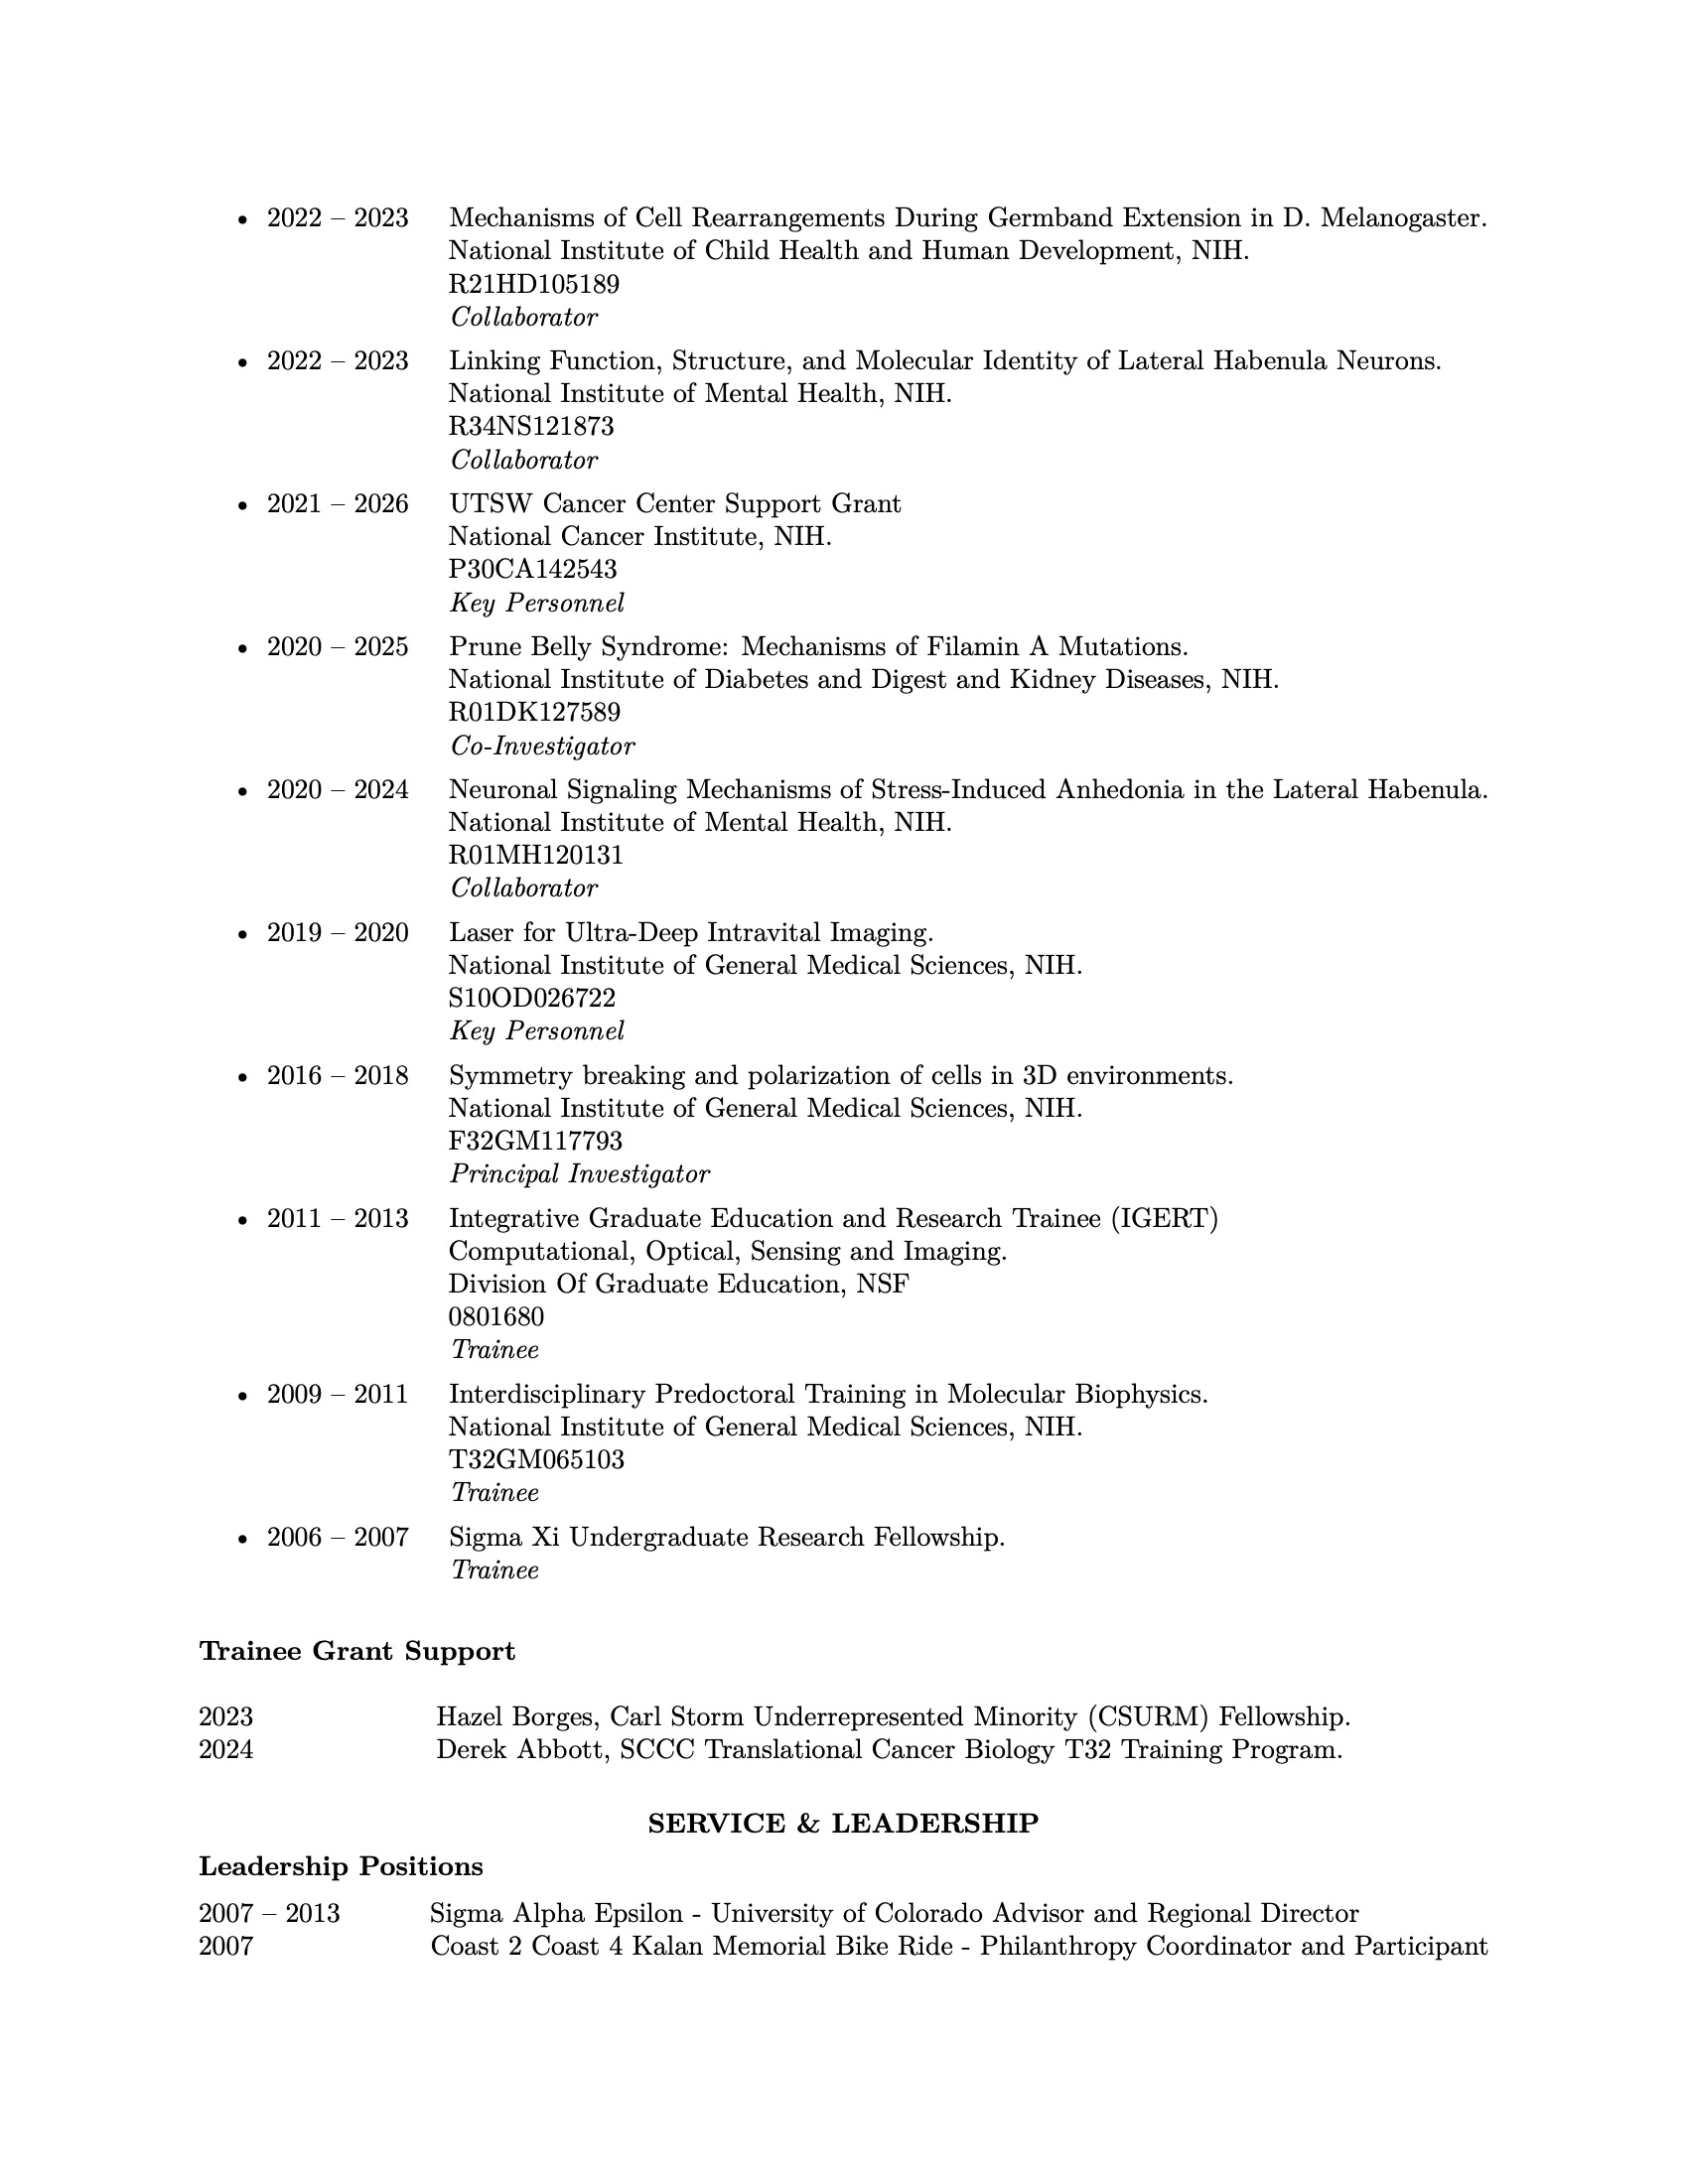 • 2022 – 2023 Mechanisms of Cell Rearrangements During Germband Extension in D. Melanogaster.
National Institute of Child Health and Human Development, NIH.
R21HD105189
Collaborator
• 2022 – 2023 Linking Function, Structure, and Molecular Identity of Lateral Habenula Neurons.
National Institute of Mental Health, NIH.
R34NS121873
Collaborator
• 2021 – 2026 UTSW Cancer Center Support Grant
National Cancer Institute, NIH.
P30CA142543
Key Personnel
• 2020 – 2025 Prune Belly Syndrome: Mechanisms of Filamin A Mutations.
National Institute of Diabetes and Digest and Kidney Diseases, NIH.
R01DK127589
Co-Investigator
• 2020 – 2024 Neuronal Signaling Mechanisms of Stress-Induced Anhedonia in the Lateral Habenula.
National Institute of Mental Health, NIH.
R01MH120131
Collaborator
• 2019 – 2020 Laser for Ultra-Deep Intravital Imaging.
National Institute of General Medical Sciences, NIH.
S10OD026722
Key Personnel
• 2016 – 2018 Symmetry breaking and polarization of cells in 3D environments.
National Institute of General Medical Sciences, NIH.
F32GM117793
Principal Investigator
• 2011 – 2013 Integrative Graduate Education and Research Trainee (IGERT)
Computational, Optical, Sensing and Imaging.
Division Of Graduate Education, NSF
0801680
Trainee
• 2009 – 2011 Interdisciplinary Predoctoral Training in Molecular Biophysics.
National Institute of General Medical Sciences, NIH.
T32GM065103
Trainee
• 2006 – 2007 Sigma Xi Undergraduate Research Fellowship.
Trainee
Trainee Grant Support
2023 Hazel Borges, Carl Storm Underrepresented Minority (CSURM) Fellowship.
2024 Derek Abbott, SCCC Translational Cancer Biology T32 Training Program.
SERVICE & LEADERSHIP
Leadership Positions
2007 – 2013 Sigma Alpha Epsilon - University of Colorado Advisor and Regional Director
2007 Coast 2 Coast 4 Kalan Memorial Bike Ride - Philanthropy Coordinator and Participant